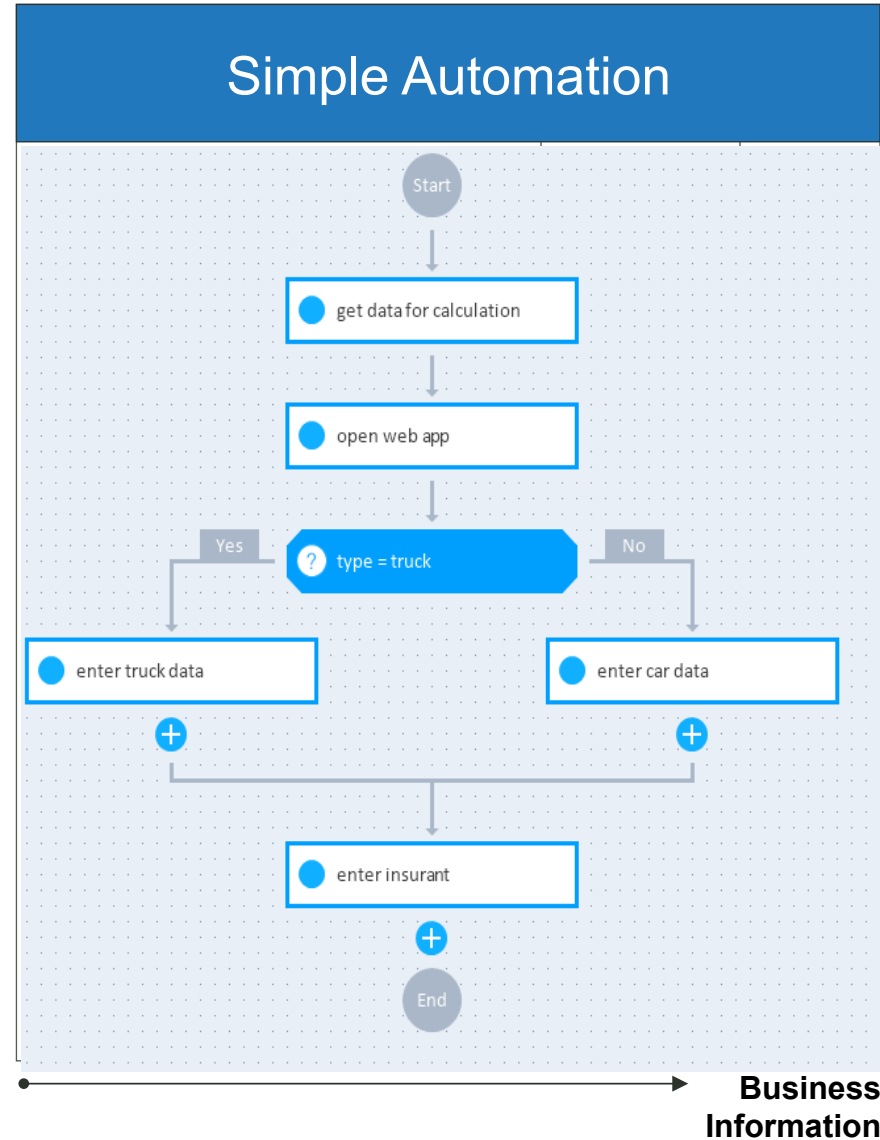 Simple Automation
Start
get data for calculation
open web app
Yes
? type = truck
No
enter truck data
enter car data
enter insurant
End
Business
Information